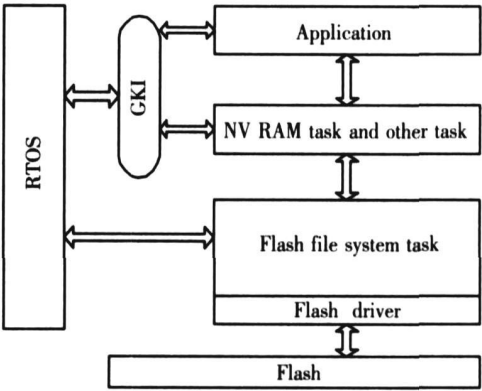 RTOS
GKI
Application
NV RAM task and other task
Flash file system task
Flash driver
Flash